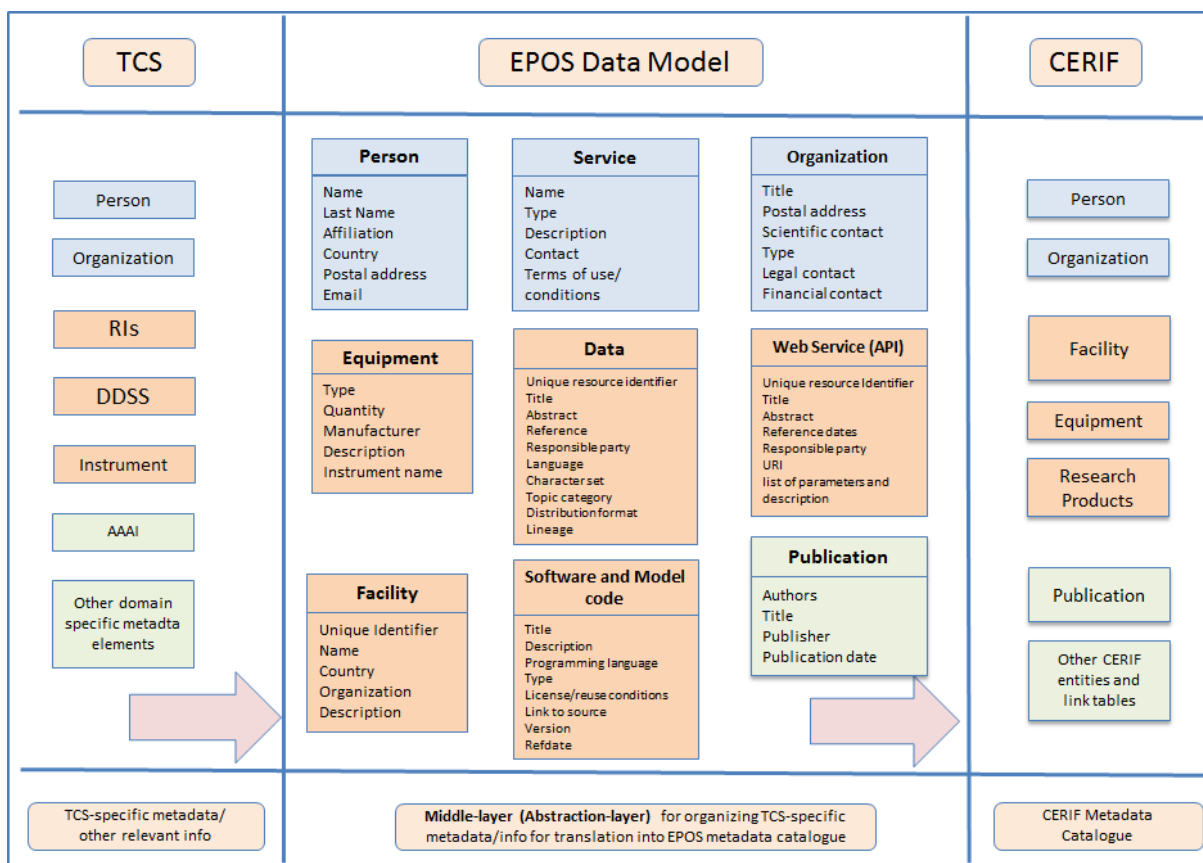 TCS
EPOS Data Model
CERIF
Person
Organization
RIs
DDSS
Instrument
AAAI
Other domain
specific metadta
elements
Person
Name
Last Name
Affiliation
Country
Postal address
Email
Service
Name
Type
Description
Contact
Terms of use/
conditions
Organization
Title
Postal address
Scientific contact
Type
Legal contact
Financial contact
Equipment
Type
Quantity
Manufacturer
Description
Instrument name
Data
Unique resource identifier
Title
Abstract
Reference
Responsible party
Language
Character set
Topic category
Distribution format
Lineage
Web Service (API)
Unique resource Identifier
Title
Abstract
Reference dates
Responsible party
URI
list of parameters and
description
Facility
Unique Identifier
Name
Country
Organization
Description
Software and Model
code
Title
Description
Programming language
Type
License/reuse conditions
Link to source
Version
Refdate
Publication
Authors
Title
Publisher
Publication date
Person
Organization
Facility
Equipment
Research
Products
Publication
Other CERIF
entities and
link tables
TCS-specific metadata/
other relevant info
Middle-layer (Abstraction-layer) for organizing TCS-specific
metadata/info for translation into EPOS metadata catalogue
CERIF Metadata
Catalogue